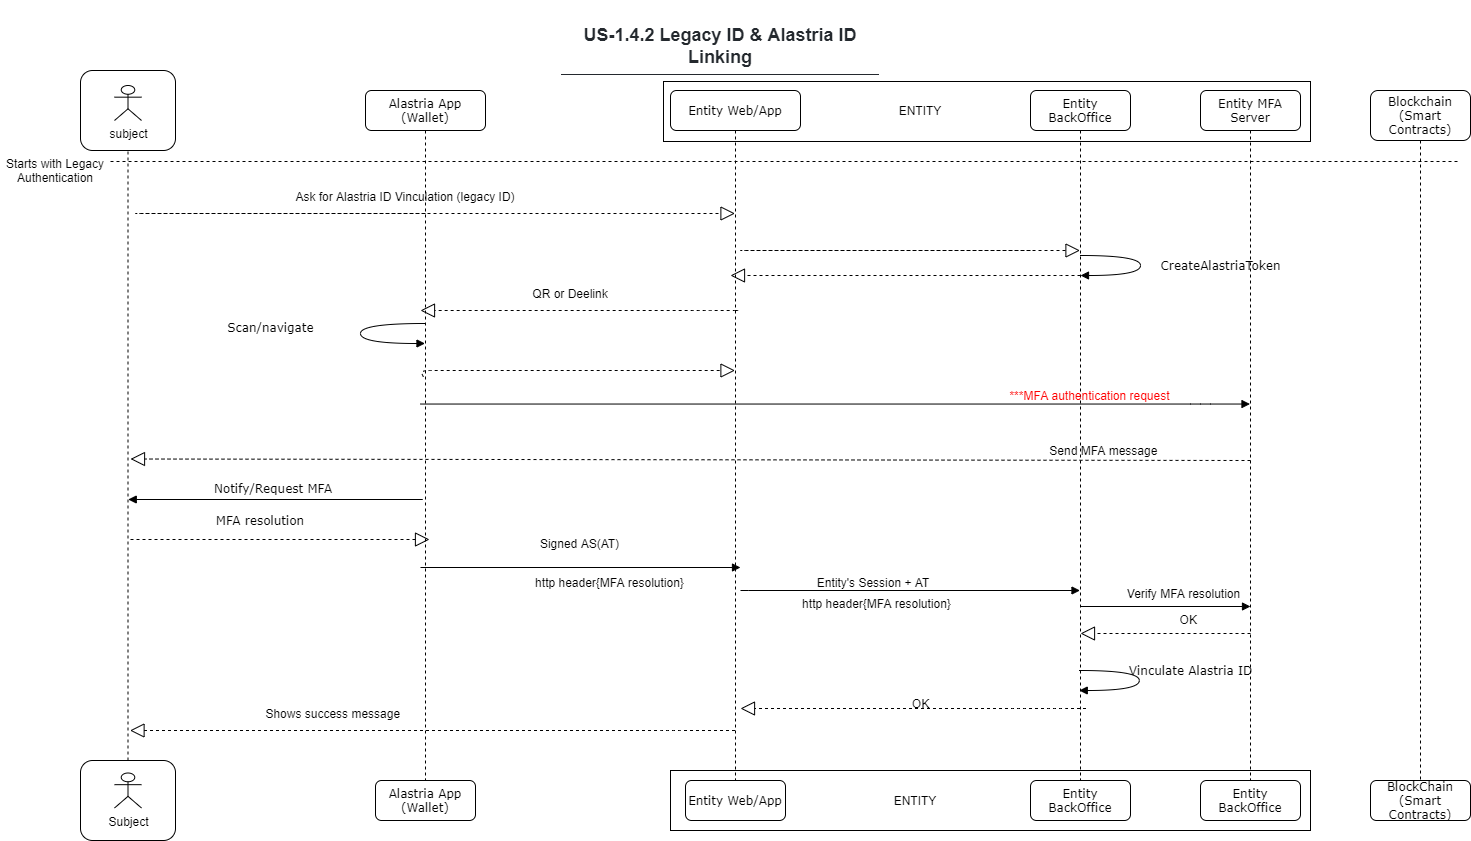 US-1.4.2 Legacy ID & Alastria ID
Linking
subject
Alastria App
(Wallet)
Entity Web/App
ENTITY
Entity
BackOffice
Entity MFA
Server
Blockchain
(Smart
Contracts)
Starts with Legacy
Authentication
Ask for Alastria ID Vinculation (legacy ID)
CreateAlastriaToken
QR or Deelink
Scan/navigate
***MFA authentication request
Send MFA message
Notify/Request MFA
MFA resolution
Signed AS(AT)
http header{MFA resolution}
Entity's Session + AT
http header{MFA resolution}
Verify MFA resolution
OK
Vinculate Alastria ID
OK
Shows success message
Subject
Alastria App
(Wallet)
Entity Web/App
ENTITY
Entity
BackOffice
Entity
BackOffice
BlockChain
(Smart
Contracts)